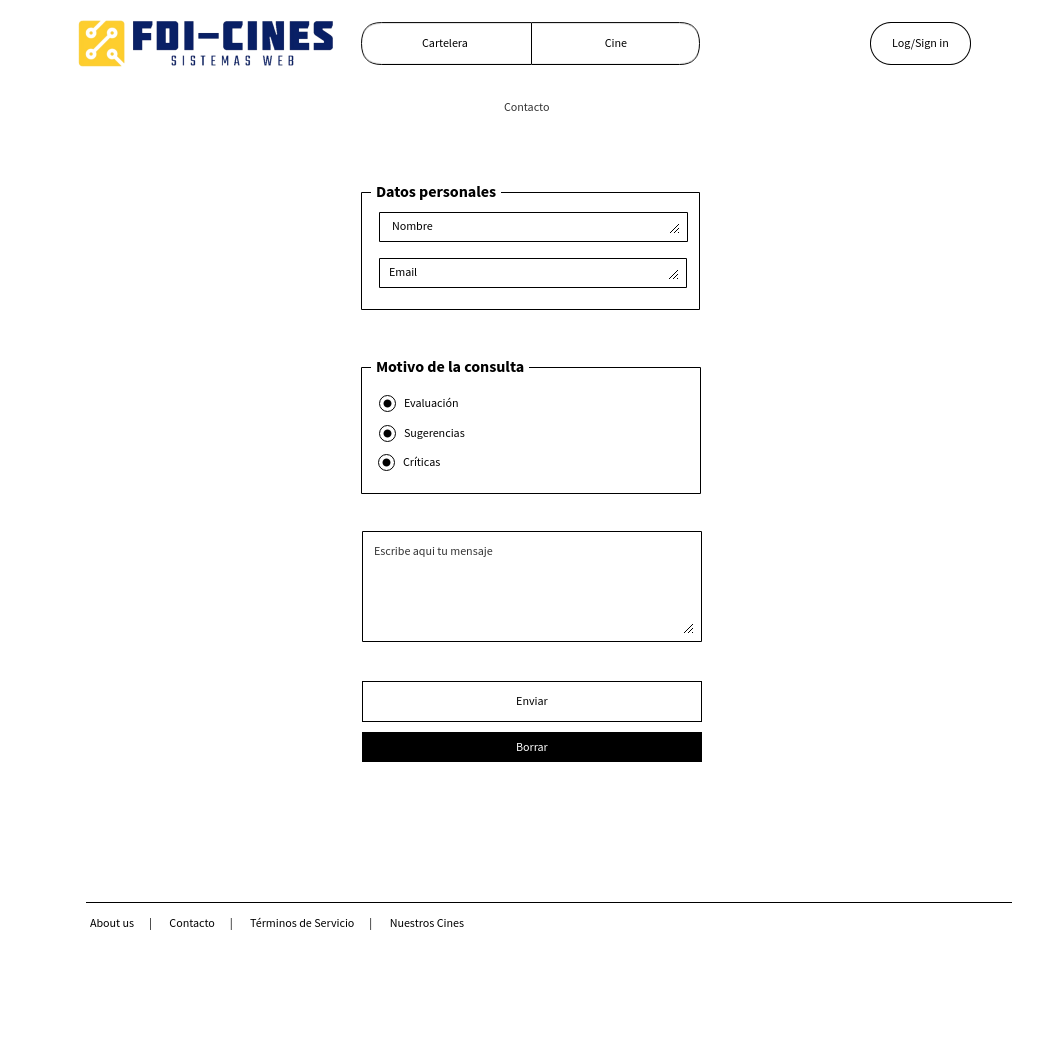 FDI-CINES
SISTEMAS WEB
Cartelera
Cine
Log/Sign in
Contacto
Datos personales
Nombre
Email
Motivo de la consulta
Evaluación
Sugerencias
Críticas
Escribe aqui tu mensaje
Enviar
Borrar
About us | Contacto | Términos de Servicio | Nuestros Cines